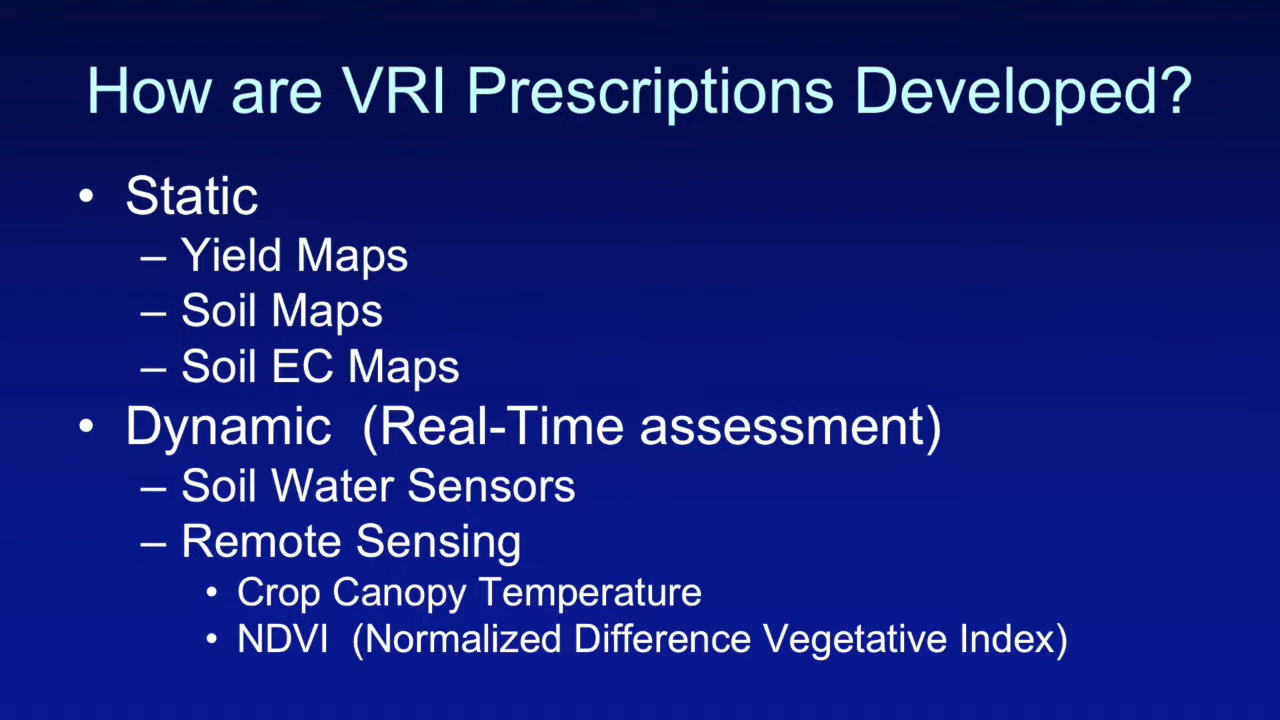 How are VRI Prescriptions Developed?
• Static
– Yield Maps
– Soil Maps
– Soil EC Maps
• Dynamic (Real-Time assessment)
– Soil Water Sensors
– Remote Sensing
• Crop Canopy Temperature
• NDVI (Normalized Difference Vegetative Index)